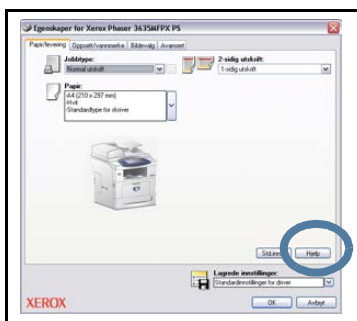 Egenskaper for Xerox Phaser 3635MFPX PS
Papir/levering Oppsett/vannmerke Bildevalg Avansert
Jobbtype:
Normal utskrift
2-sidig utskrift:
1-sidig utskrift
Papir:
-A4 (210 x 297 mm)
-Hvit
-Standardtype for skriver
Std.inn
Hjelp
Lagrede innstillinger:
Standardinnstillinger for driver
XEROX
OK Avbryt